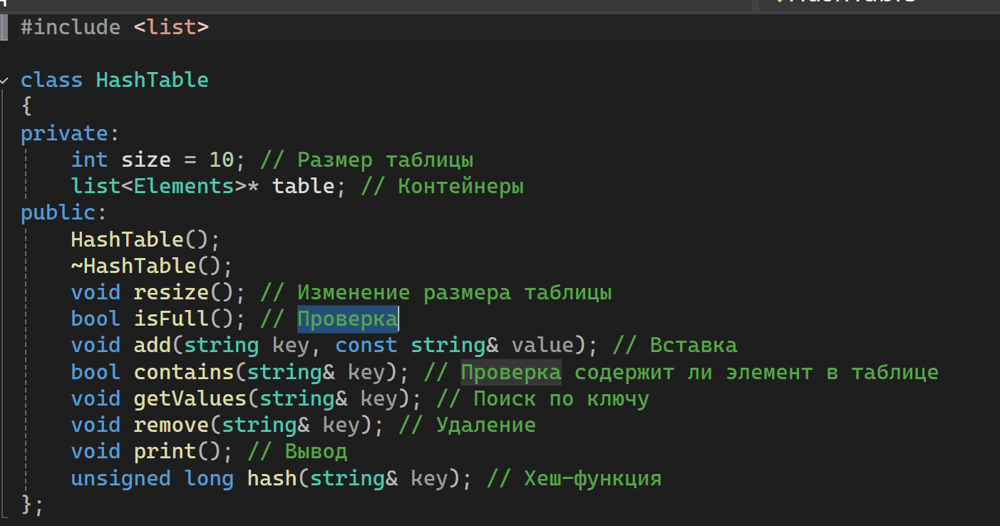 #include <list>
class HashTable
{
private:
int size = 10; // Размер таблицы
list<Elements>* table; // Контейнеры
public:
HashTable();
~HashTable();
void resize(); // Изменение размера таблицы
bool isFull(); // Проверка
void add(string key, const string& value); // Вставка
bool contains(string& key); // Проверка содержит ли элемент в таблице
void getValues(string& key); // Поиск по ключу
void remove(string& key); // Удаление
void print(); // Вывод
unsigned long hash(string& key); // Хеш-функция
};